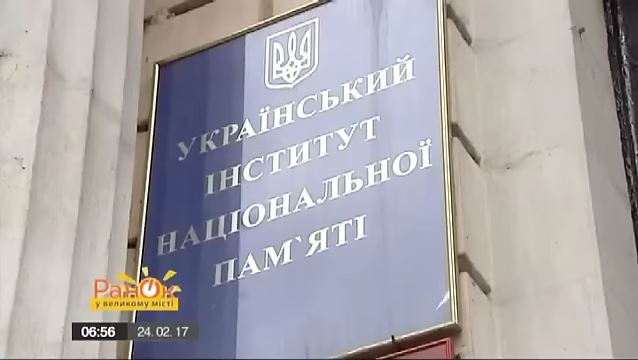 УКРАЇНСЬКИЙ
ІНСТИТУТ
НАЦІОНАЛЬНОЇ
ПАМ`ЯТІ
РанОк
у великому місті
06:56 24.02.17